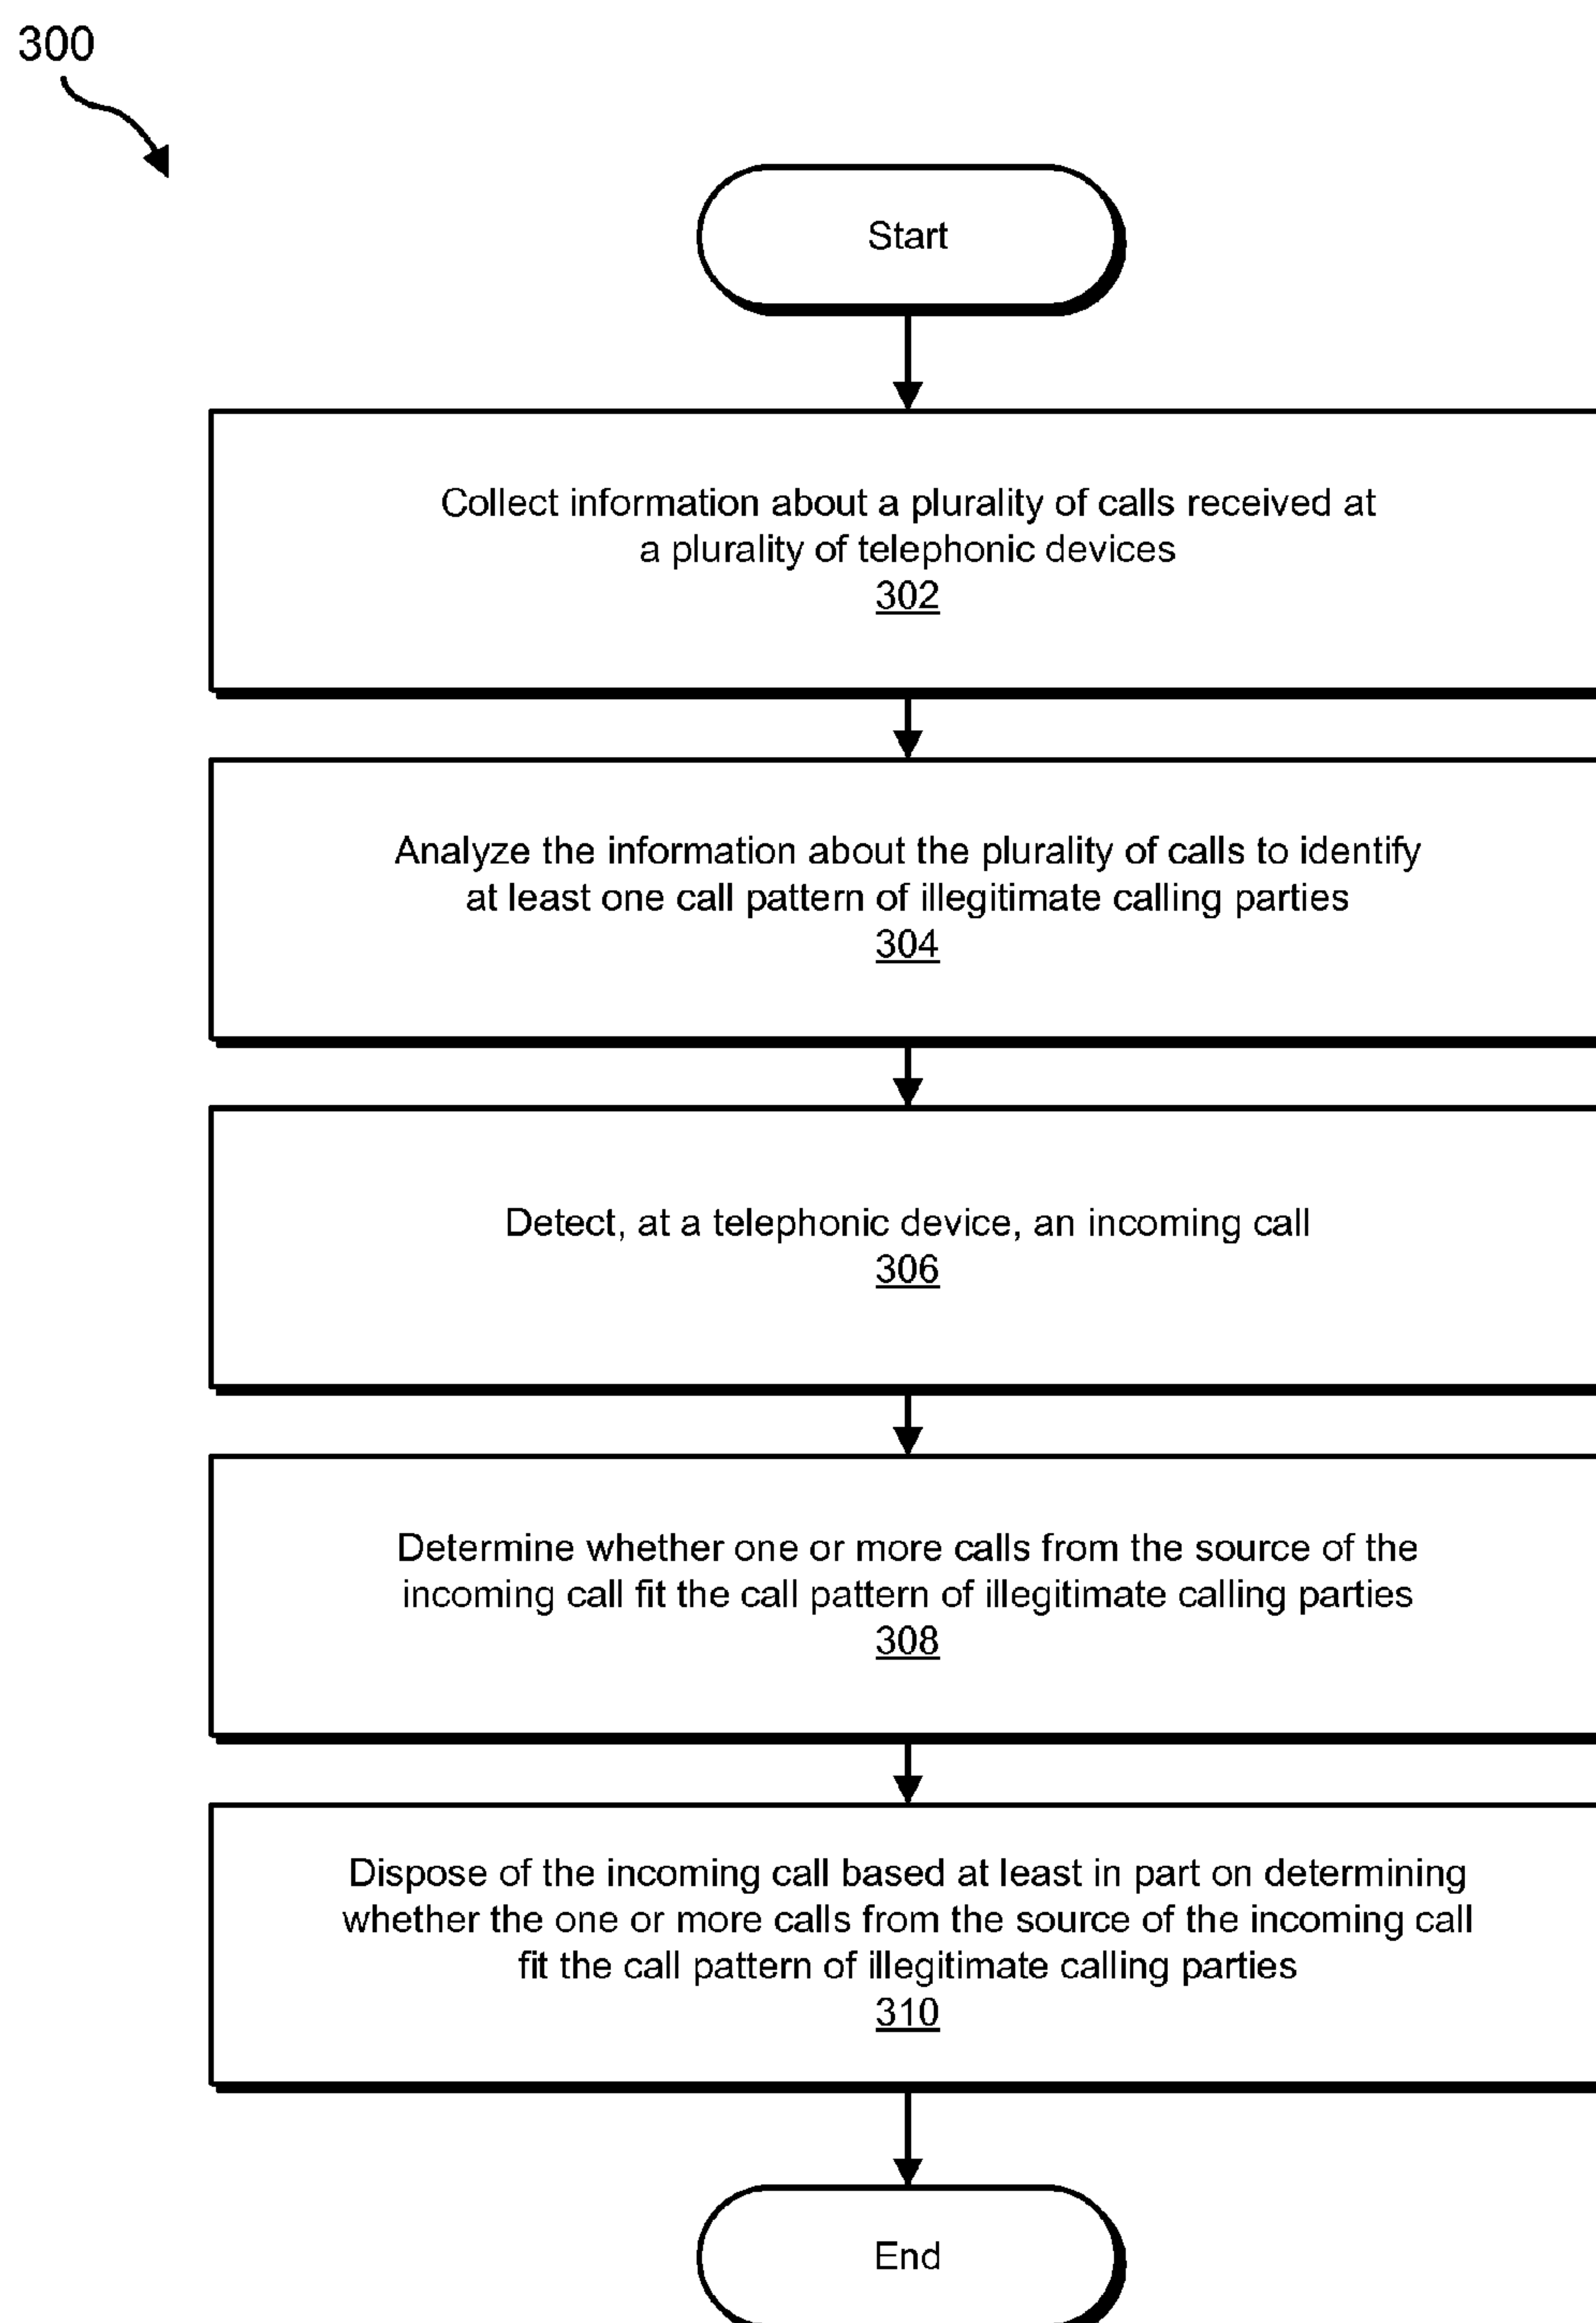 300
Start
Collect information about a plurality of calls received at
a plurality of telephonic devices
302
Analyze the information about the plurality of calls to identify
at least one call pattern of illegitimate calling parties
304
Detect, at a telephonic device, an incoming call
306
Determine whether one or more calls from the source of the
incoming call fit the call pattern of illegitimate calling parties
308
Dispose of the incoming call based at least in part on determining
whether the one or more calls from the source of the incoming call
fit the call pattern of illegitimate calling parties
310
End